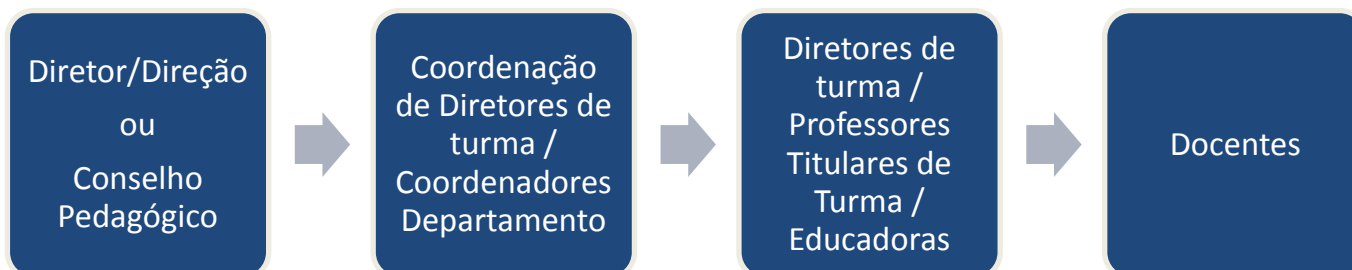 Diretor/Direção
ou
Conselho
Pedagógico
Coordenação
de Diretores de
turma /
Coordenadores
Departamento
Diretores de
turma /
Professores
Titulares de
Turma /
Educadoras
Docentes